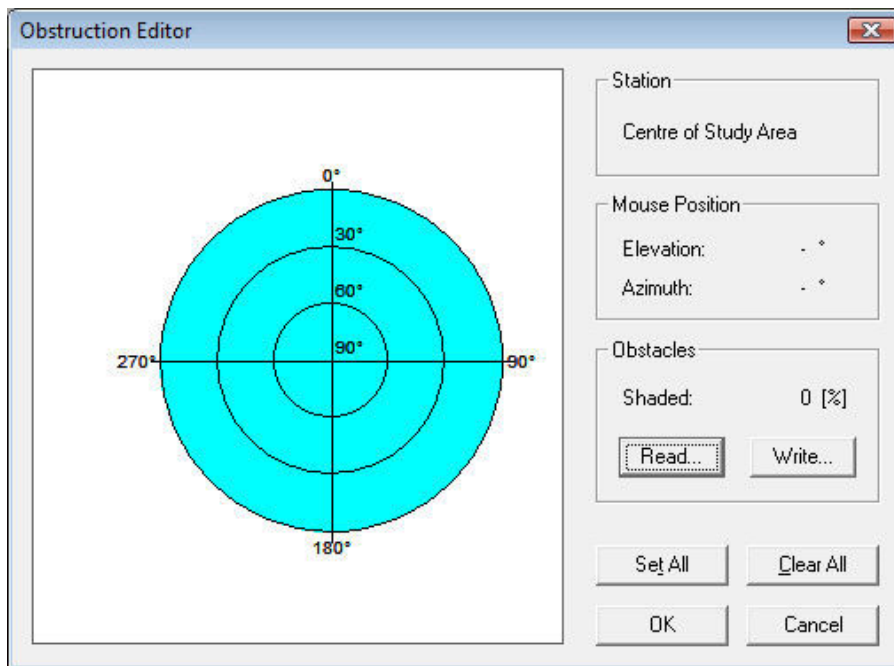 Obstruction Editor
0°
30°
60°
90°
270°
90°
180°
Station
Centre of Study Area
Mouse Position
Elevation: - °
Azimuth: - °
Obstacles
Shaded: 0 [%]
Read... Write...
Set All Clear All
OK Cancel